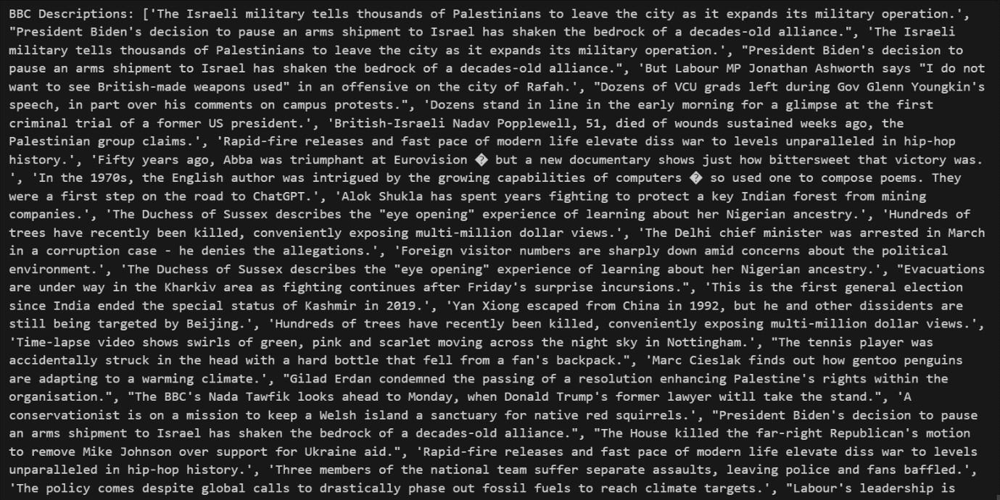 BBC Descriptions: ['The Israeli military tells thousands of Palestinians to leave the city as it expands its military operation.',
"President Biden's decision to pause an arms shipment to Israel has shaken the bedrock of a decades-old alliance.", 'The Israeli
military tells thousands of Palestinians to leave the city as it expands its military operation.', "President Biden's decision to
pause an arms shipment to Israel has shaken the bedrock of a decades-old alliance.", 'But Labour MP Jonathan Ashworth says "I do not
want to see British-made weapons used" in an offensive on the city of Rafah.', "Dozens of VCU grads left during Gov Glenn Youngkin's
speech, in part over his comments on campus protests.", 'Dozens stand in line in the early morning for a glimpse at the first
criminal trial of a former US president.', 'British-Israeli Nadav Popplewell, 51, died of wounds sustained weeks ago, the
Palestinian group claims.', 'Rapid-fire releases and fast pace of modern life elevate diss war to levels unparalleled in hip-hop
history.', 'Fifty years ago, Abba was triumphant at Eurovision � but a new documentary shows just how bittersweet that victory was.
', 'In the 1970s, the English author was intrigued by the growing capabilities of computers � so used one to compose poems. They
were a first step on the road to ChatGPT.', 'Alok Shukla has spent years fighting to protect a key Indian forest from mining
companies.', 'The Duchess of Sussex describes the "eye opening" experience of learning about her Nigerian ancestry.', 'Hundreds of
trees have recently been killed, conveniently exposing multi-million dollar views.', 'The Delhi chief minister was arrested in March
in a corruption case - he denies the allegations.', 'Foreign visitor numbers are sharply down amid concerns about the political
environment.', 'The Duchess of Sussex describes the "eye opening" experience of learning about her Nigerian ancestry.', "Evacuations
are under way in the Kharkiv area as fighting continues after Friday's surprise incursions.", 'This is the first general election
since India ended the special status of Kashmir in 2019.', 'Yan Xiong escaped from China in 1992, but he and other dissidents are
still being targeted by Beijing.', 'Hundreds of trees have recently been killed, conveniently exposing multi-million dollar views.',
'Time-lapse video shows swirls of green, pink and scarlet moving across the night sky in Nottingham.', "The tennis player was
accidentally struck in the head with a hard bottle that fell from a fan's backpack.", 'Marc Cieslak finds out how gentoo penguins
are adapting to a warming climate.', "Gilad Erdan condemned the passing of a resolution enhancing Palestine's rights within the
organisation.", "The BBC's Nada Tawfik looks ahead to Monday, when Donald Trump's former lawyer witll take the stand.", 'A
conservationist is on a mission to keep a Welsh island a sanctuary for native red squirrels.', "President Biden's decision to pause
an arms shipment to Israel has shaken the bedrock of a decades-old alliance.", "The House killed the far-right Republican's motion
to remove Mike Johnson over support for Ukraine aid.", 'Rapid-fire releases and fast pace of modern life elevate diss war to levels
unparalleled in hip-hop history.', 'Three members of the national team suffer separate assaults, leaving police and fans baffled.',
'The policy comes despite global calls to drastically phase out fossil fuels to reach climate targets.', "Labour's leadership is